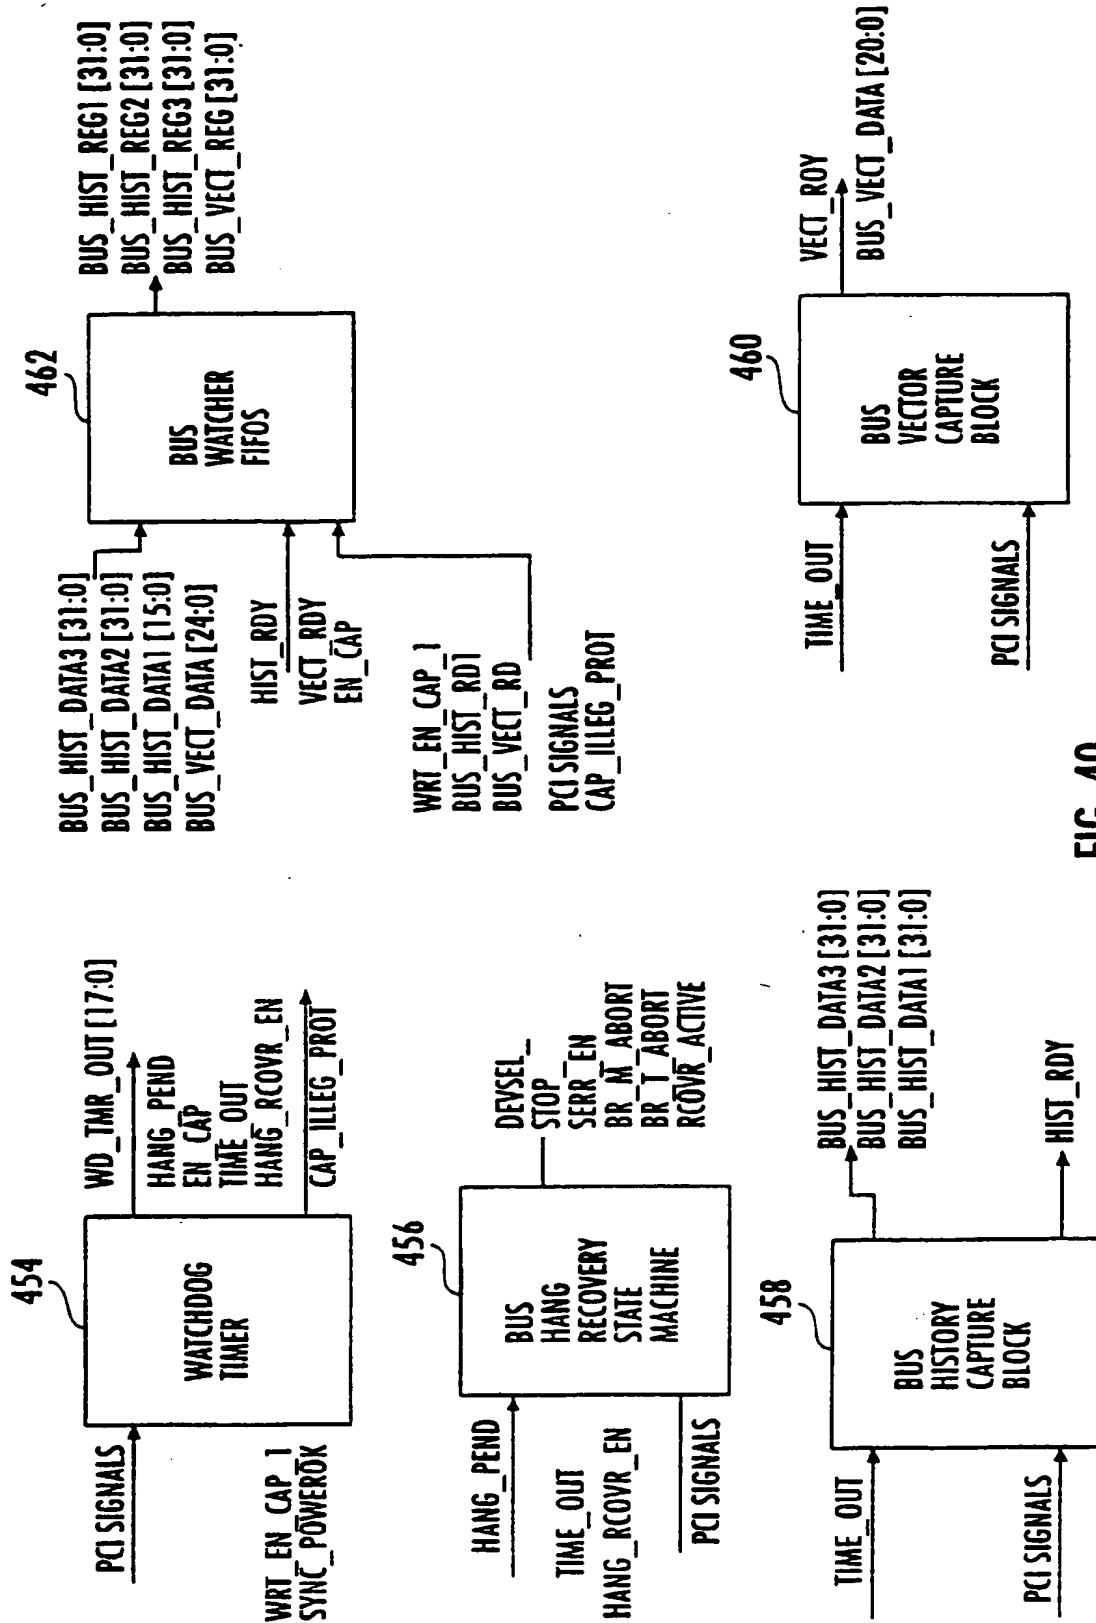 454
PCI SIGNALS
WRT_EN_CAP_1
SYNC_POWEROK
WATCHDOG
TIMER
WD_TMR_OUT [17:0]
HANG_PEND
EN_CAP
TIME_OUT
HANG_RCOVR_EN
CAP_ILLEG_PROT
456
HANG_PEND
TIME_OUT
HANG_RCOVR_EN
PCI SIGNALS
BUS
HANG
RECOVERY
STATE
MACHINE
DEVSEL_
STOP_
SERR_EN
BR_M_ABORT
BR_T_ABORT
RCOVR_ACTIVE
458
TIME_OUT
PCI SIGNALS
BUS
HISTORY
CAPTURE
BLOCK
BUS_HIST_DATA3 [31:0]
BUS_HIST_DATA2 [31:0]
BUS_HIST_DATA1 [31:0]
HIST_RDY
462
BUS_HIST_DATA3 [31:0]
BUS_HIST_DATA2 [31:0]
BUS_HIST_DATA1 [15:0]
BUS_VECT_DATA [24:0]
HIST_RDY
VECT_RDY
EN_CAP
WRT_EN_CAP_1
BUS_HIST_RD1
BUS_VECT_RD
PCI SIGNALS
CAP_ILLEG_PROT
BUS
WATCHER
FIFOS
BUS_HIST_REG1 [31:0]
BUS_HIST_REG2 [31:0]
BUS_HIST_REG3 [31:0]
BUS_VECT_REG [31:0]
460
TIME_OUT
PCI SIGNALS
BUS
VECTOR
CAPTURE
BLOCK
VECT_RDY
BUS_VECT_DATA [20:0]